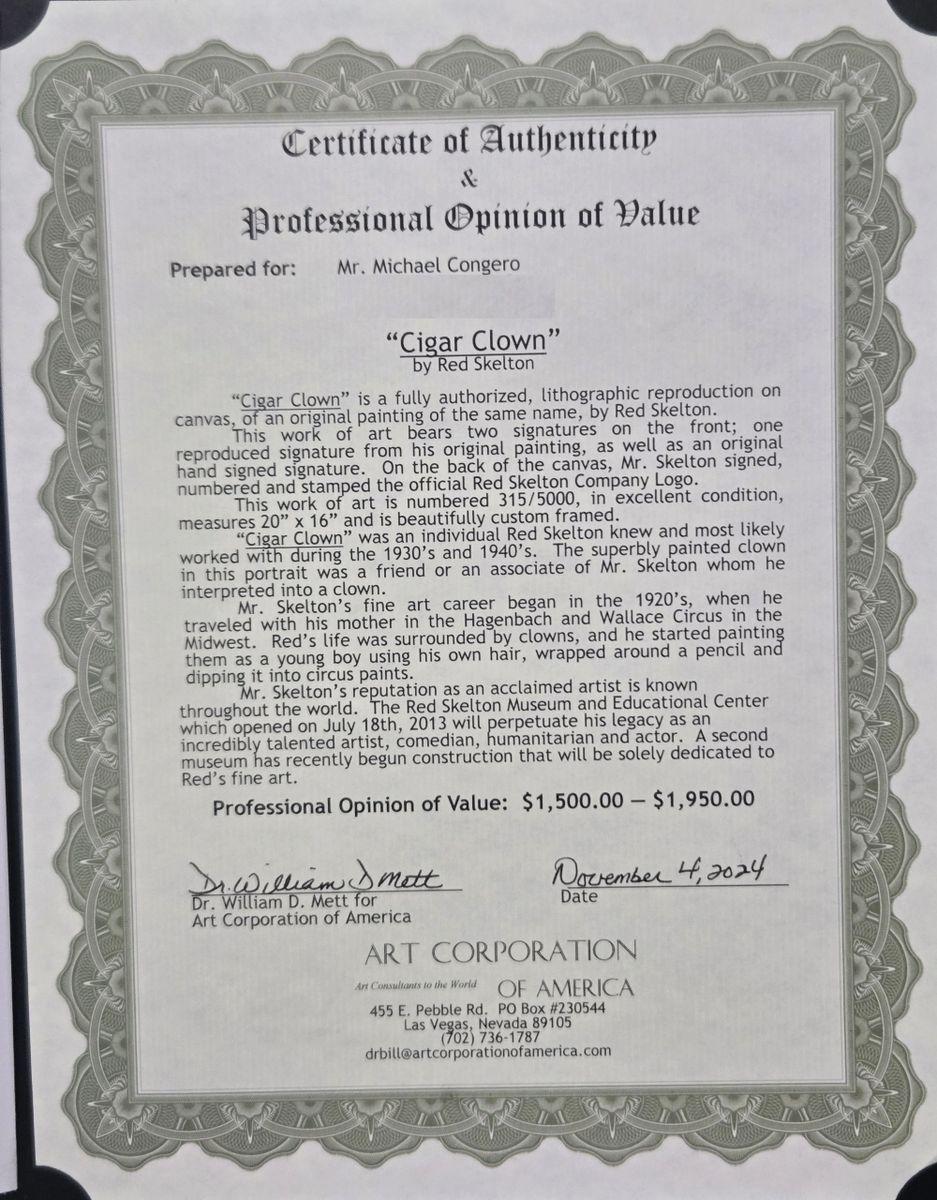 Certificate of Authenticity
&
Professional Opinion of Value
Prepared for: Mr. Michael Congero
“Cigar Clown”
by Red Skelton
“Cigar Clown” is a fully authorized, lithographic reproduction on
canvas, of an original painting of the same name, by Red Skelton.
This work of art bears two signatures on the front; one
reproduced signature from his original painting, as well as an original
hand signed signature. On the back of the canvas, Mr. Skelton signed,
numbered and stamped the official Red Skelton Company Logo.
This work of art is numbered 315/5000, in excellent condition,
measures 20” x 16” and is beautifully custom framed.
“Cigar Clown” was an individual Red Skelton knew and most likely
worked with during the 1930’s and 1940’s. The superbly painted clown
in this portrait was a friend or an associate of Mr. Skelton whom he
interpreted into a clown.
Mr. Skelton’s fine art career began in the 1920’s, when he
traveled with his mother in the Hagenbach and Wallace Circus in the
Midwest. Red’s life was surrounded by clowns, and he started painting
them as a young boy using his own hair, wrapped around a pencil and
dipping it into circus paints.
Mr. Skelton’s reputation as an acclaimed artist is known
throughout the world. The Red Skelton Museum and Educational Center
which opened on July 18th, 2013 will perpetuate his legacy as an
incredibly talented artist, comedian, humanitarian and actor. A second
museum has recently begun construction that will be solely dedicated to
Red’s fine art.
Professional Opinion of Value: $1,500.00 – $1,950.00
Dr. William D Mett November 4, 2024
Dr. William D. Mett for Date
Art Corporation of America
ART CORPORATION
Art Consultants to the World OF AMERICA
455 E. Pebble Rd. PO Box #230544
Las Vegas, Nevada 89105
(702) 736-1787
drbill@artcorporationofamerica.com